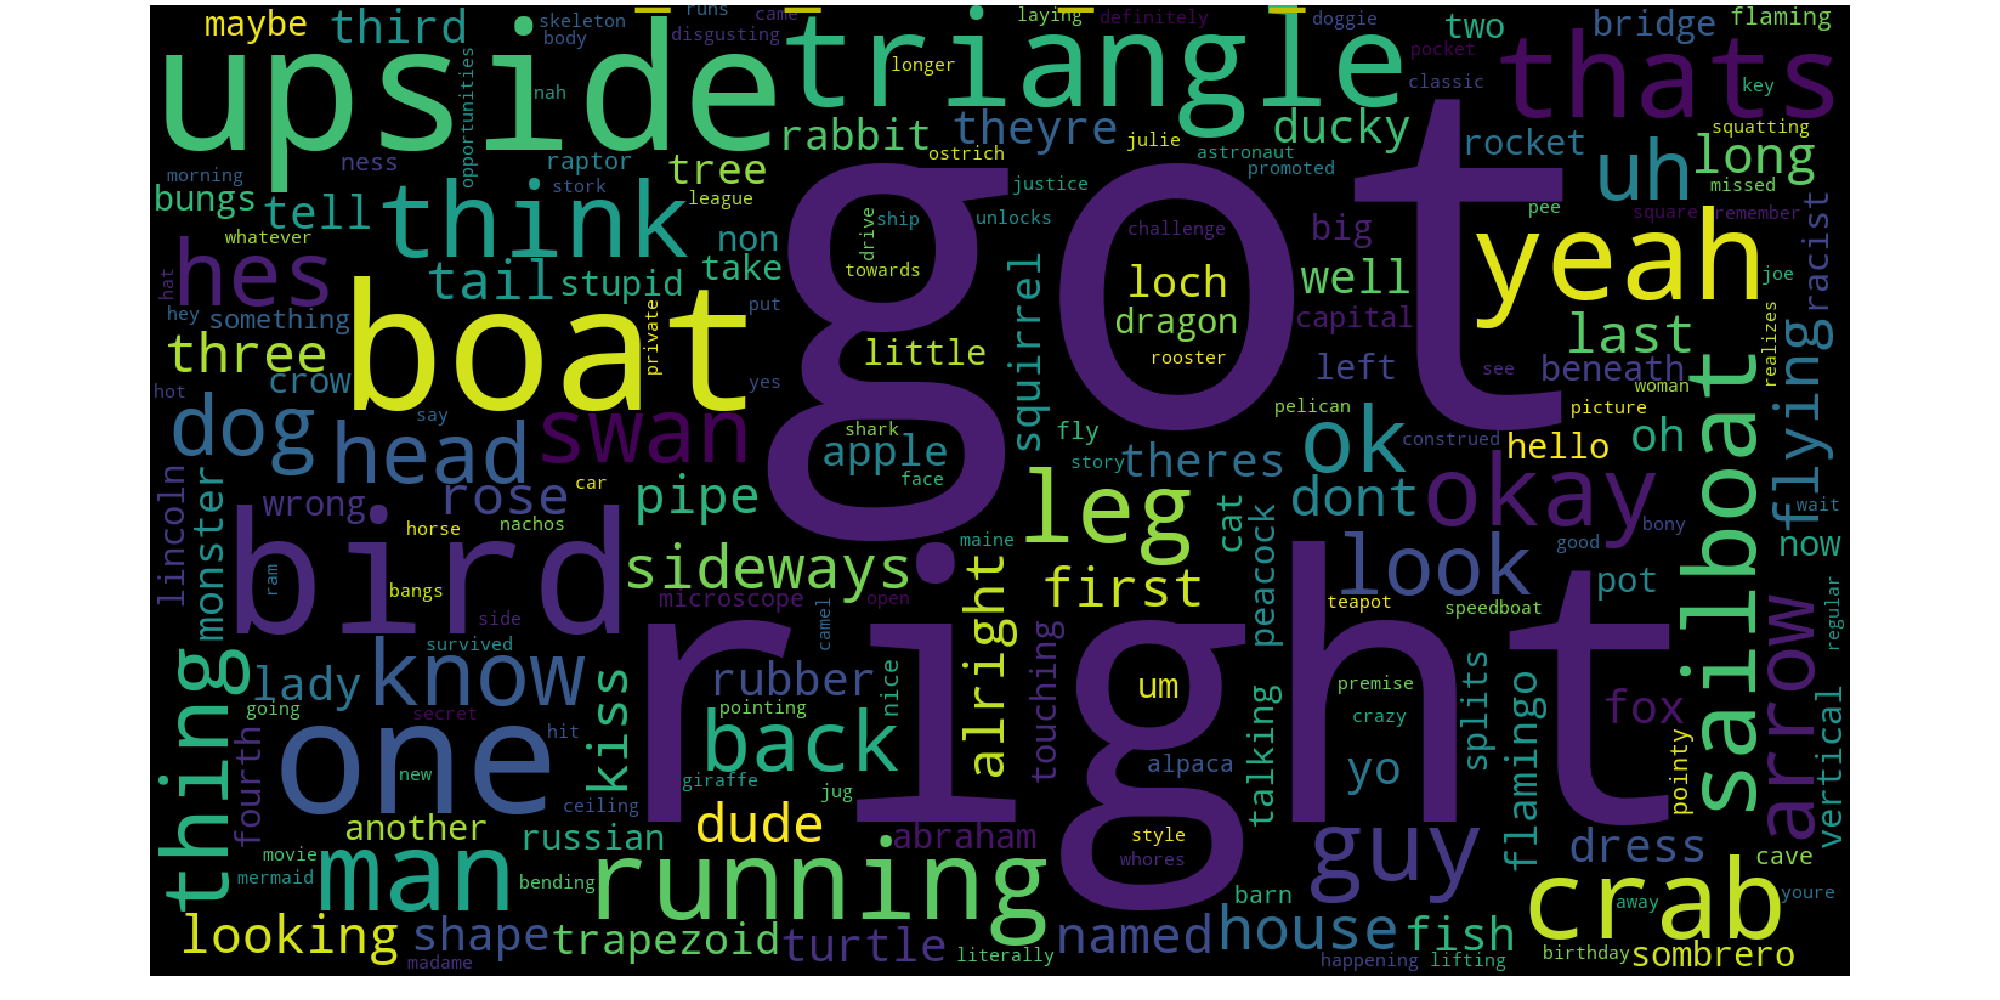 maybe
third
skeleton
runs
came
laying
definitely
doggie
two
bridge
flaming
body
disgusting
upside
triangle
longer
pocket
classic
thats
key
opportunities
nah
rabbit
theyre
julie
ducky
rocket
squatting
ness
raptor
tree
ostrich
astronaut
promoted
uh
long
morning
bungs
stork
league
justice
missed
tell
think
got
drive
ship
unlocks
pee
square
remember
racist
whatever
non
challenge
big
yeah
hes
tail
stupid
take
towards
squirrel
loch
well
joe
hat
hey
something
boat
private
put
dragon
capital
last
flying
realizes
three
crow
little
rooster
left
see
beneath
hot
yes
woman
dog
say
swan
shark
pelican
picture
sailboat
head
apple
fly
ok
construed
hello
oh
face
story
theres
lincoln
monster
wrong
rose
car
pipe
leg
cat
dont
okay
bony
wait
horse
nachos
maine
peacock
look
good
now
bird
sideways
first
pot
ram
bangs
microscope
open
alright
teapot
speedboat
regular
side
camel
touching
arrow
thing
survived
know
right
lady
kiss
rubber
nice
um
premise
splits
flamingo
fox
vertical
going
secret
pointing
talking
crazy
one
hit
back
pointy
fourth
new
giraffe
alpaca
yo
ceiling
jug
another
russian
dude
abraham
style
guy
dress
movie
man
running
whores
cave
mermaid
bending
barn
crab
away
youre
looking
shape
trapezoid
turtle
named
house
fish
madame
literally
happening
lifting
birthday
sombrero